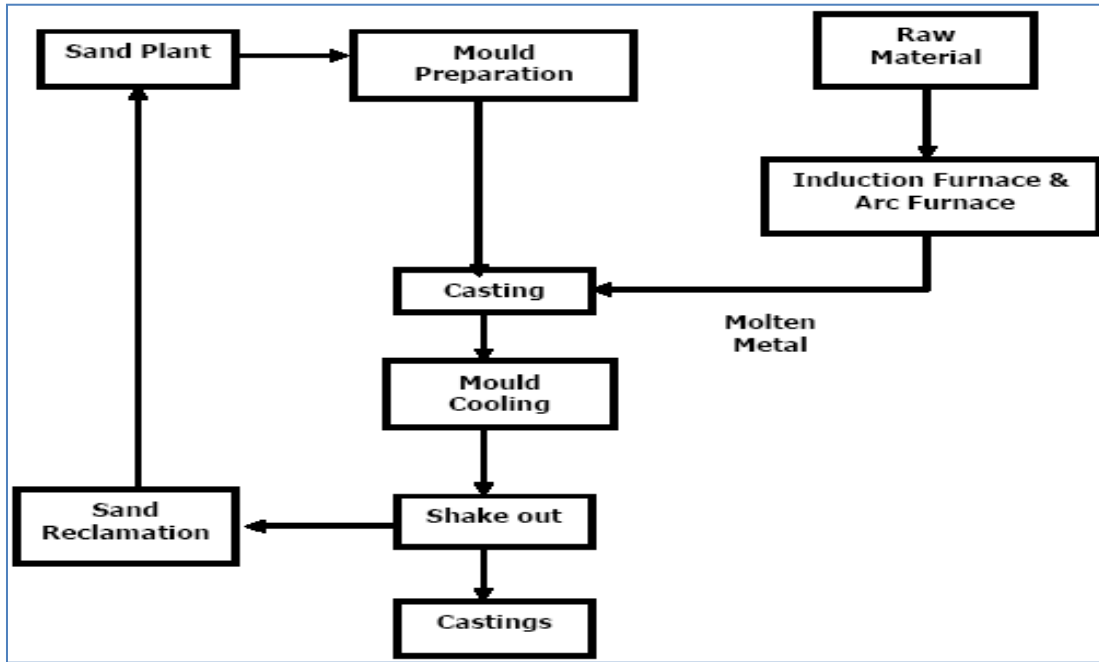 Sand Plant
Mould
Preparation
Raw
Material
Induction Furnace &
Arc Furnace
Casting
Molten
Metal
Mould
Cooling
Sand
Reclamation
Shake out
Castings